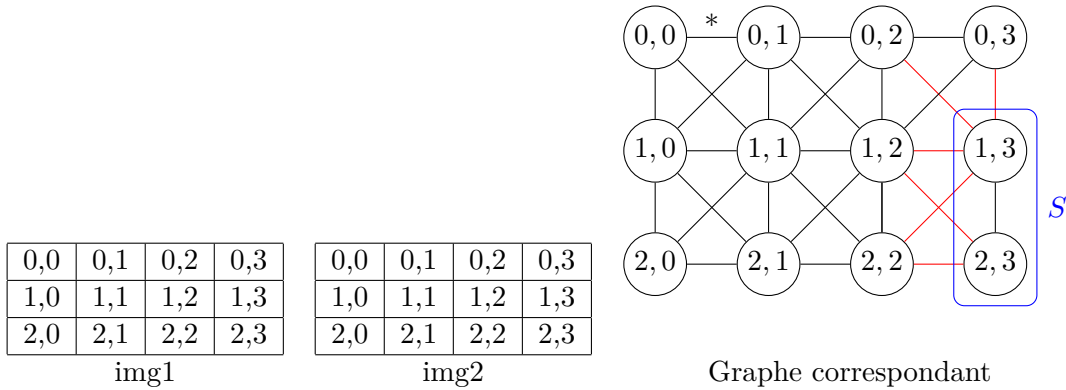 0,0 0,1 0,2 0,3
1,0 1,1 1,2 1,3
2,0 2,1 2,2 2,3
img1
0,0 0,1 0,2 0,3
1,0 1,1 1,2 1,3
2,0 2,1 2,2 2,3
img2
0,0 * 0,1 0,2 0,3
1,0 1,1 1,2 1,3
S
2,0 2,1 2,2 2,3
Graphe correspondant